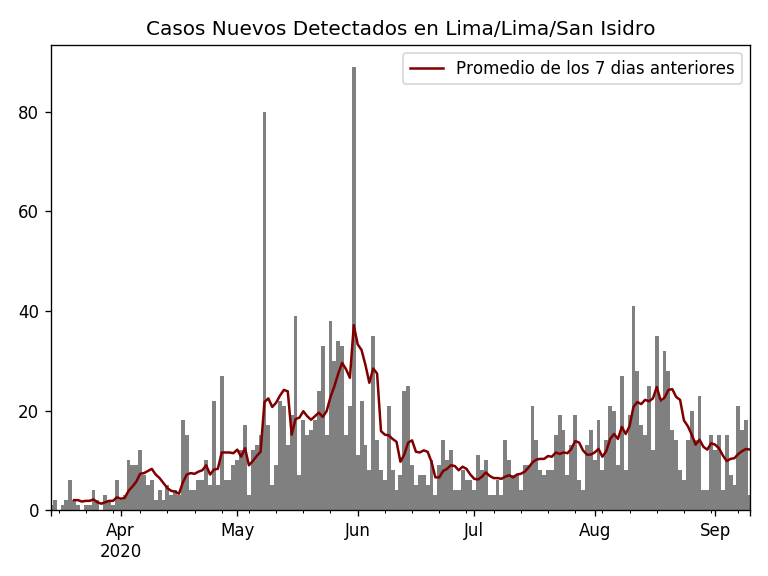 Casos Nuevos Detectados en Lima/Lima/San Isidro
Promedio de los 7 dias anteriores
80
60
40
20
0
Apr May Jun Jul Aug Sep
2020